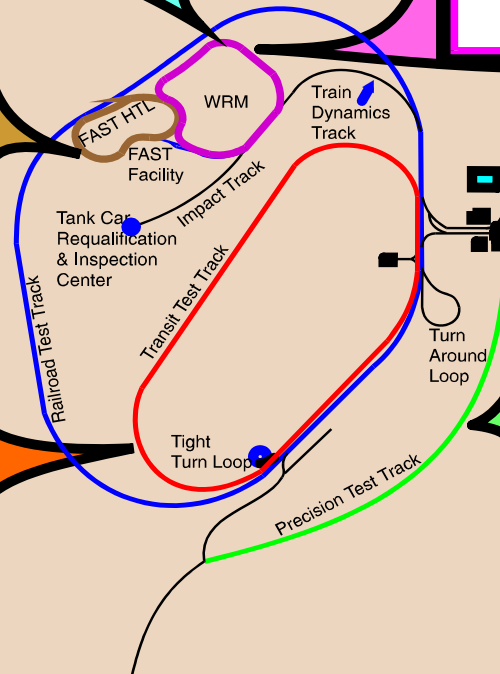 FAST HTL
WRM
Train
Dynamics
Track
FAST
Facility
Impact Track
Tank Car
Requalification
& Inspection
Center
Transit Test Track
Railroad Test Track
Turn
Around
Loop
Tight
Turn Loop
Precision Test Track